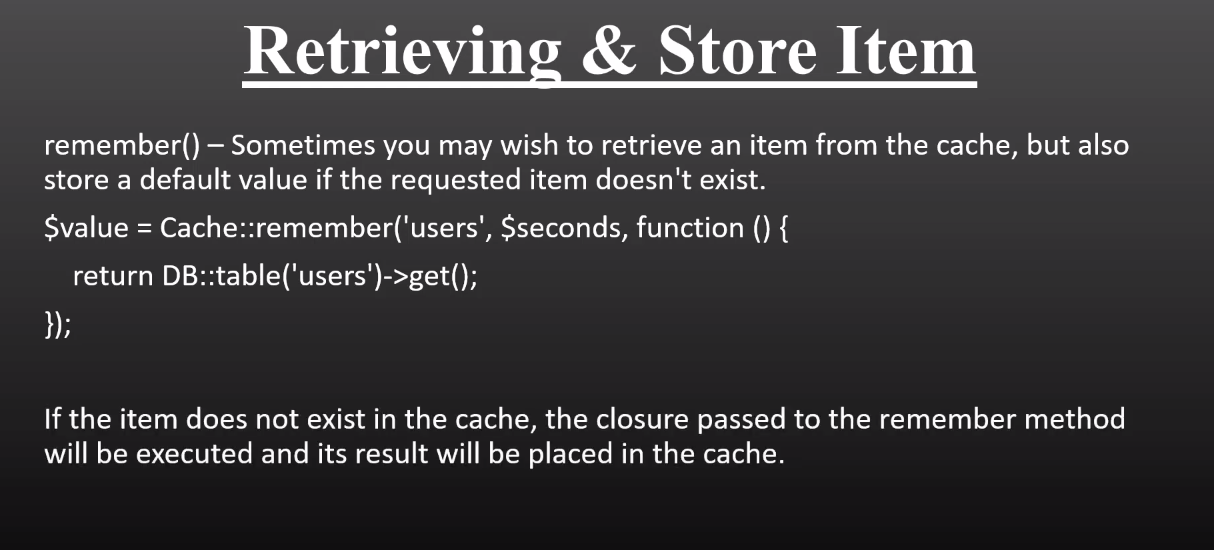 Retrieving & Store Item
remember() – Sometimes you may wish to retrieve an item from the cache, but also
store a default value if the requested item doesn't exist.
$value = Cache::remember('users', $seconds, function () {
return DB::table('users')->get();
});
If the item does not exist in the cache, the closure passed to the remember method
will be executed and its result will be placed in the cache.